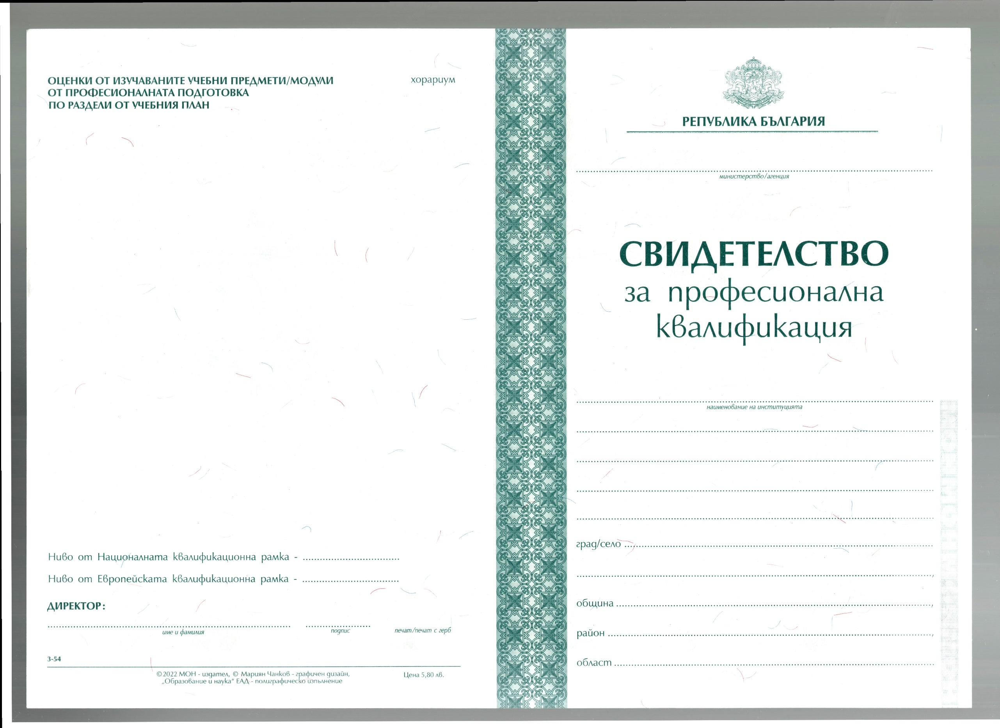 ОЦЕНКИ ОТ ИЗУЧАВАНИТЕ УЧЕБНИ ПРЕДМЕТИ/МОДУЛИ
ОТ ПРОФЕСИОНАЛНАТА ПОДГОТОВКА
ПО РАЗДЕЛИ ОТ УЧЕБНИЯ ПЛАН
хорариум
Ниво от Националната квалификационна рамка - ..................................
Ниво от Европейската квалификационна рамка - ..................................
ДИРЕКТОР:
име и фамилия
подпис
печат/печат с герб
3-54
©2022 МОН - издател, © Мариян Чанков - графичен дизайн,
„Образование и наука“ ЕАД - полиграфическо изпълнение
Цена 5,80 лв.
РЕПУБЛИКА БЪЛГАРИЯ
министерство/агенция
СВИДЕТЕЛСТВО
за професионална
квалификация
наименование на институцията
град/село
община
район
област